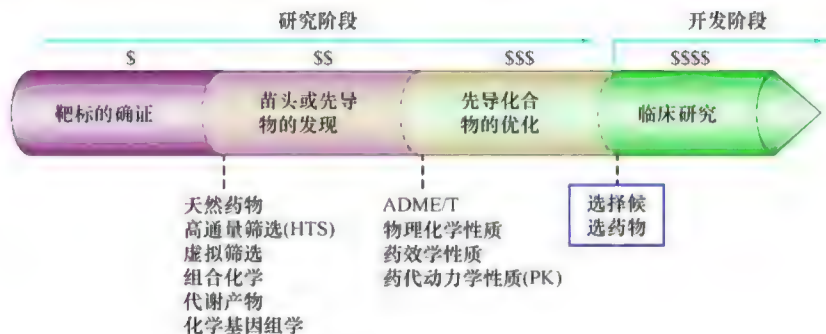 研究阶段
开发阶段
$
$$
$$$
$$$$
靶标的确证
苗头或先导
物的发现
先导化合
物的优化
临床研究
天然药物
高通量筛选(HTS)
虚拟筛选
组合化学
代谢产物
化学基因组学
ADME/T
物理化学性质
药效学性质
药代动力学性质(PK)
选择候
选药物